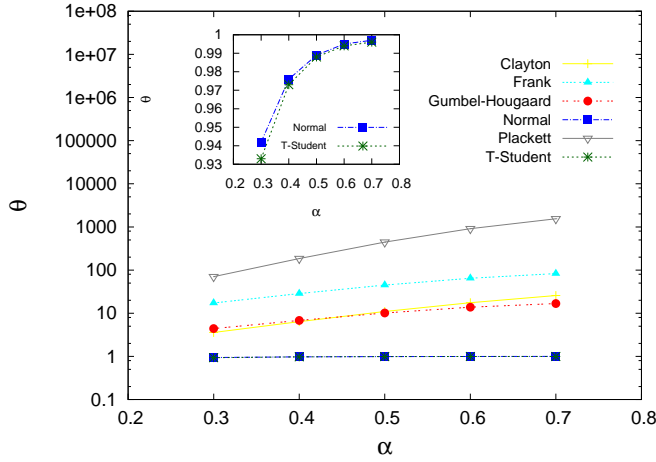 1e+08
1e+07
1e+06
100000
10000
1000
100
10
1
0.1
θ
0.2 0.3 0.4 0.5 0.6 0.7 0.8
α
Clayton
Frank
Gumbel-Hougaard
Normal
Plackett
T-Student
1
0.99
0.98
0.97
0.96
0.95
0.94
0.93
θ
0.2 0.3 0.4 0.5 0.6 0.7 0.8
α
Normal
T-Student